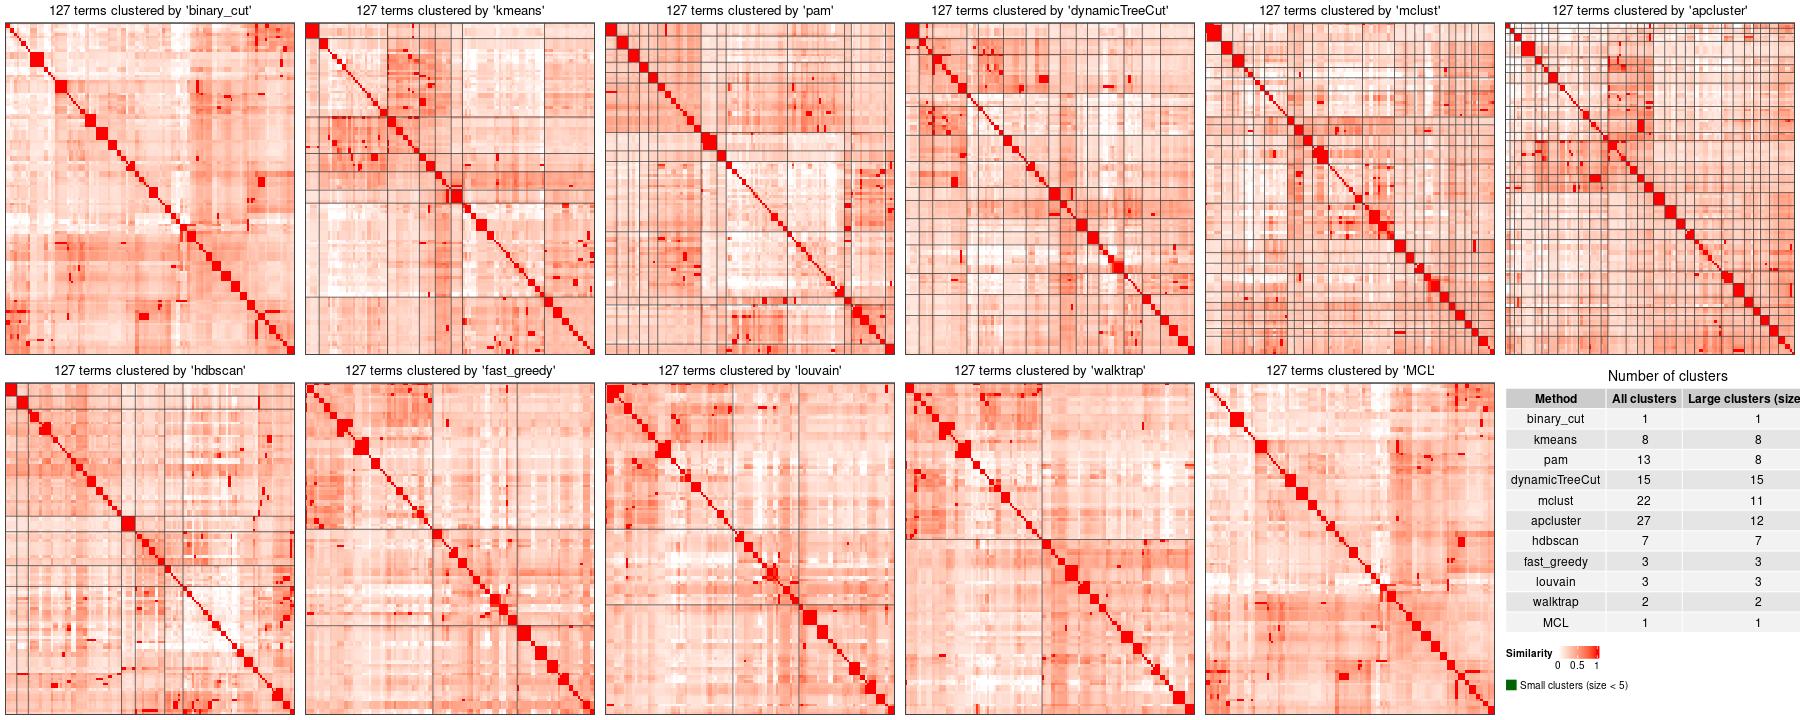 127 terms clustered by 'binary_cut'
127 terms clustered by 'kmeans'
127 terms clustered by 'pam'
127 terms clustered by 'dynamicTreeCut'
127 terms clustered by 'mclust'
127 terms clustered by 'apcluster'
127 terms clustered by 'hdbscan'
127 terms clustered by 'fast_greedy'
127 terms clustered by 'louvain'
127 terms clustered by 'walktrap'
127 terms clustered by 'MCL'
Number of clusters
Method All clusters Large clusters (size
binary_cut 1 1
kmeans 8 8
pam 13 8
dynamicTreeCut 15 15
mclust 22 11
apcluster 27 12
hdbscan 7 7
fast_greedy 3 3
louvain 3 3
walktrap 2 2
MCL 1 1
Similarity
0 0.5 1
Small clusters (size < 5)